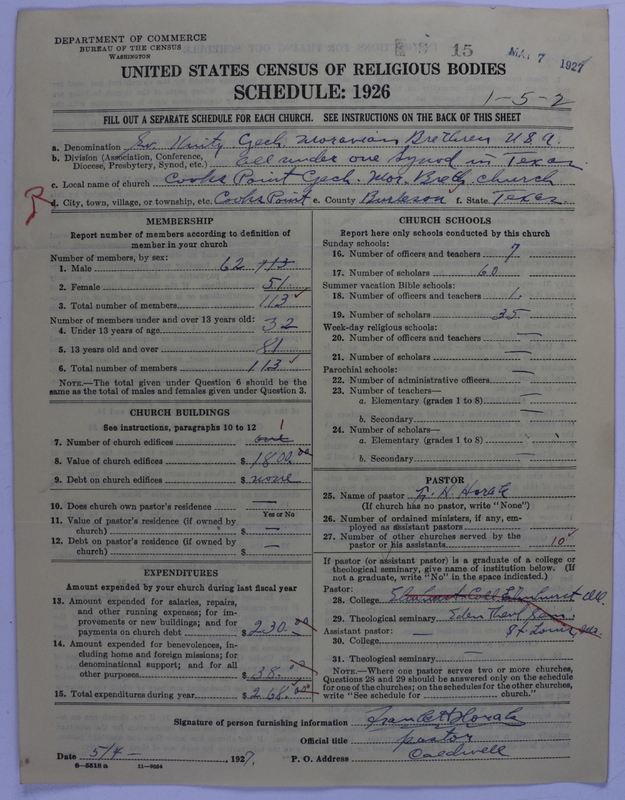 DEPARTMENT OF COMMERCE
BUREAU OF THE CENSUS
WASHINGTON
15
MAY 7 1927
UNITED STATES CENSUS OF RELIGIOUS BODIES
SCHEDULE: 1926
1-5-2
FILL OUT A SEPARATE SCHEDULE FOR EACH CHURCH. SEE INSTRUCTIONS ON THE BACK OF THIS SHEET
a. Denomination Ev. Unity Czech. Moravian Brethren U.S.A.
b. Division (Association, Conference, Diocese, Presbytery, Synod, etc.) all under one Synod in Texas
c. Local name of church Cooks Point Czech. Mor. Breth. church
R
d. City, town, village, or township, etc. Cooks Point e. County Burleson f. State Texas
MEMBERSHIP
Report number of members according to definition of
member in your church
Number of members, by sex:
1. Male 62 113
2. Female 51
3. Total number of members 113
Number of members under and over 13 years old:
4. Under 13 years of age 32
5. 13 years old and over 81
6. Total number of members 113
NOTE.—The total given under Question 6 should be the
same as the total of males and females given under Question 3.
CHURCH BUILDINGS
See instructions, paragraphs 10 to 12
7. Number of church edifices one 1
8. Value of church edifices $ 1800.00
9. Debt on church edifices $ none
10. Does church own pastor's residence —
Yes or No
11. Value of pastor's residence (if owned by
church) $ —
12. Debt on pastor's residence (if owned by
church) $ —
EXPENDITURES
Amount expended by your church during last fiscal year
13. Amount expended for salaries, repairs,
and other running expenses; for im-
provements or new buildings; and for
payments on church debt $ 230.00
14. Amount expended for benevolences, in-
cluding home and foreign missions; for
denominational support; and for all
other purposes $ 38.00
15. Total expenditures during year $ 268.00
CHURCH SCHOOLS
Report here only schools conducted by this church
Sunday schools:
16. Number of officers and teachers 7
17. Number of scholars 60
Summer vacation Bible schools:
18. Number of officers and teachers 1.
19. Number of scholars 35
Week-day religious schools:
20. Number of officers and teachers —
21. Number of scholars —
Parochial schools:
22. Number of administrative officers —
23. Number of teachers—
a. Elementary (grades 1 to 8) —
b. Secondary —
24. Number of scholars—
a. Elementary (grades 1 to 8) —
b. Secondary —
PASTOR
25. Name of pastor
(If church has no pastor, write "None")
26. Number of ordained ministers, if any, em-
ployed as assistant pastors
27. Number of other churches served by the
pastor or his assistants 10
If pastor (or assistant pastor) is a graduate of a college or
theological seminary, give name of institution below. (If
not a graduate, write "No" in the space indicated.)
Pastor:
28. College Elmhurst Coll. Elmhurst Ill.
29. Theological seminary Eden Theol. Sem.
Assistant pastor: — St Louis, Mo.
30. College
31. Theological seminary —
NOTE.—Where one pastor serves two or more churches,
Questions 28 and 29 should be answered only on the schedule
for one of the churches; on the schedules for the other churches,
write "See schedule for church."
Signature of person furnishing information
Official title pastor
Date 5/4 —, 1927. P. O. Address Caldwell
8—5518 a 11—9554